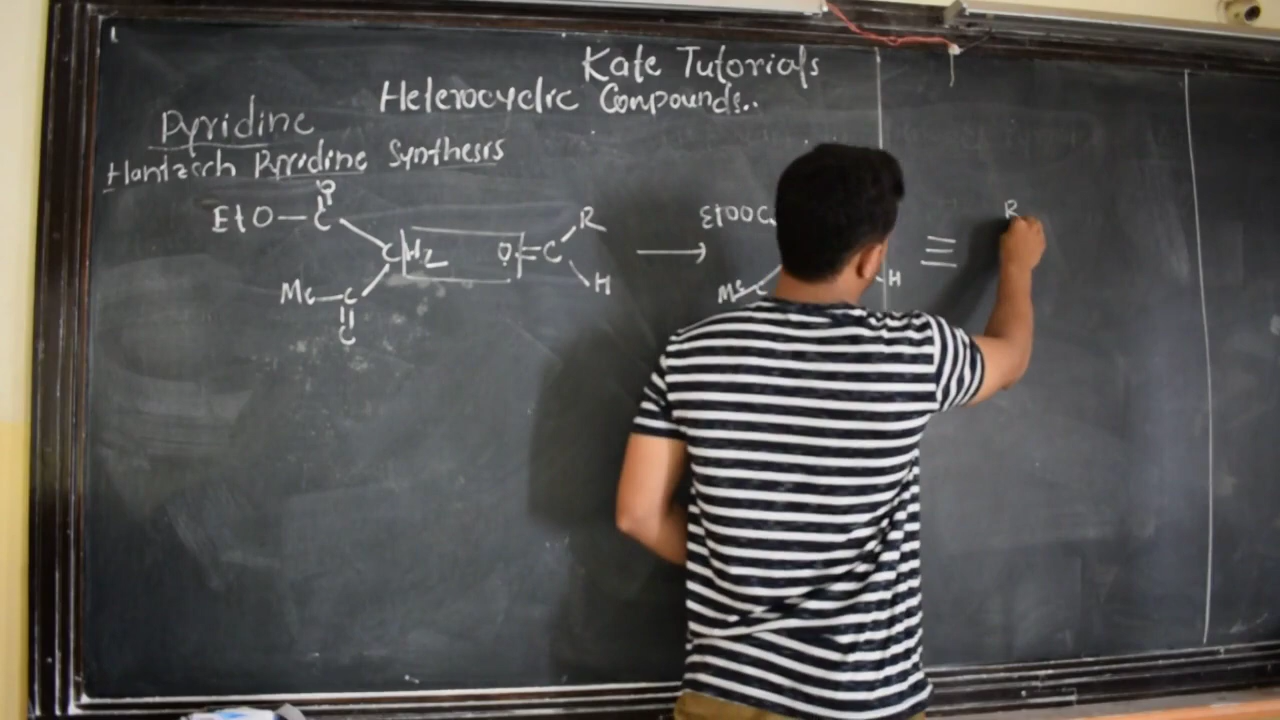 Kate Tutorials
Heterocyclic Compounds..
Pyridine
Hantzsch Pyridine Synthesis
O
EtO—C R EtOOC R
CH2 O=C ≡
Me—C H Me C H
O